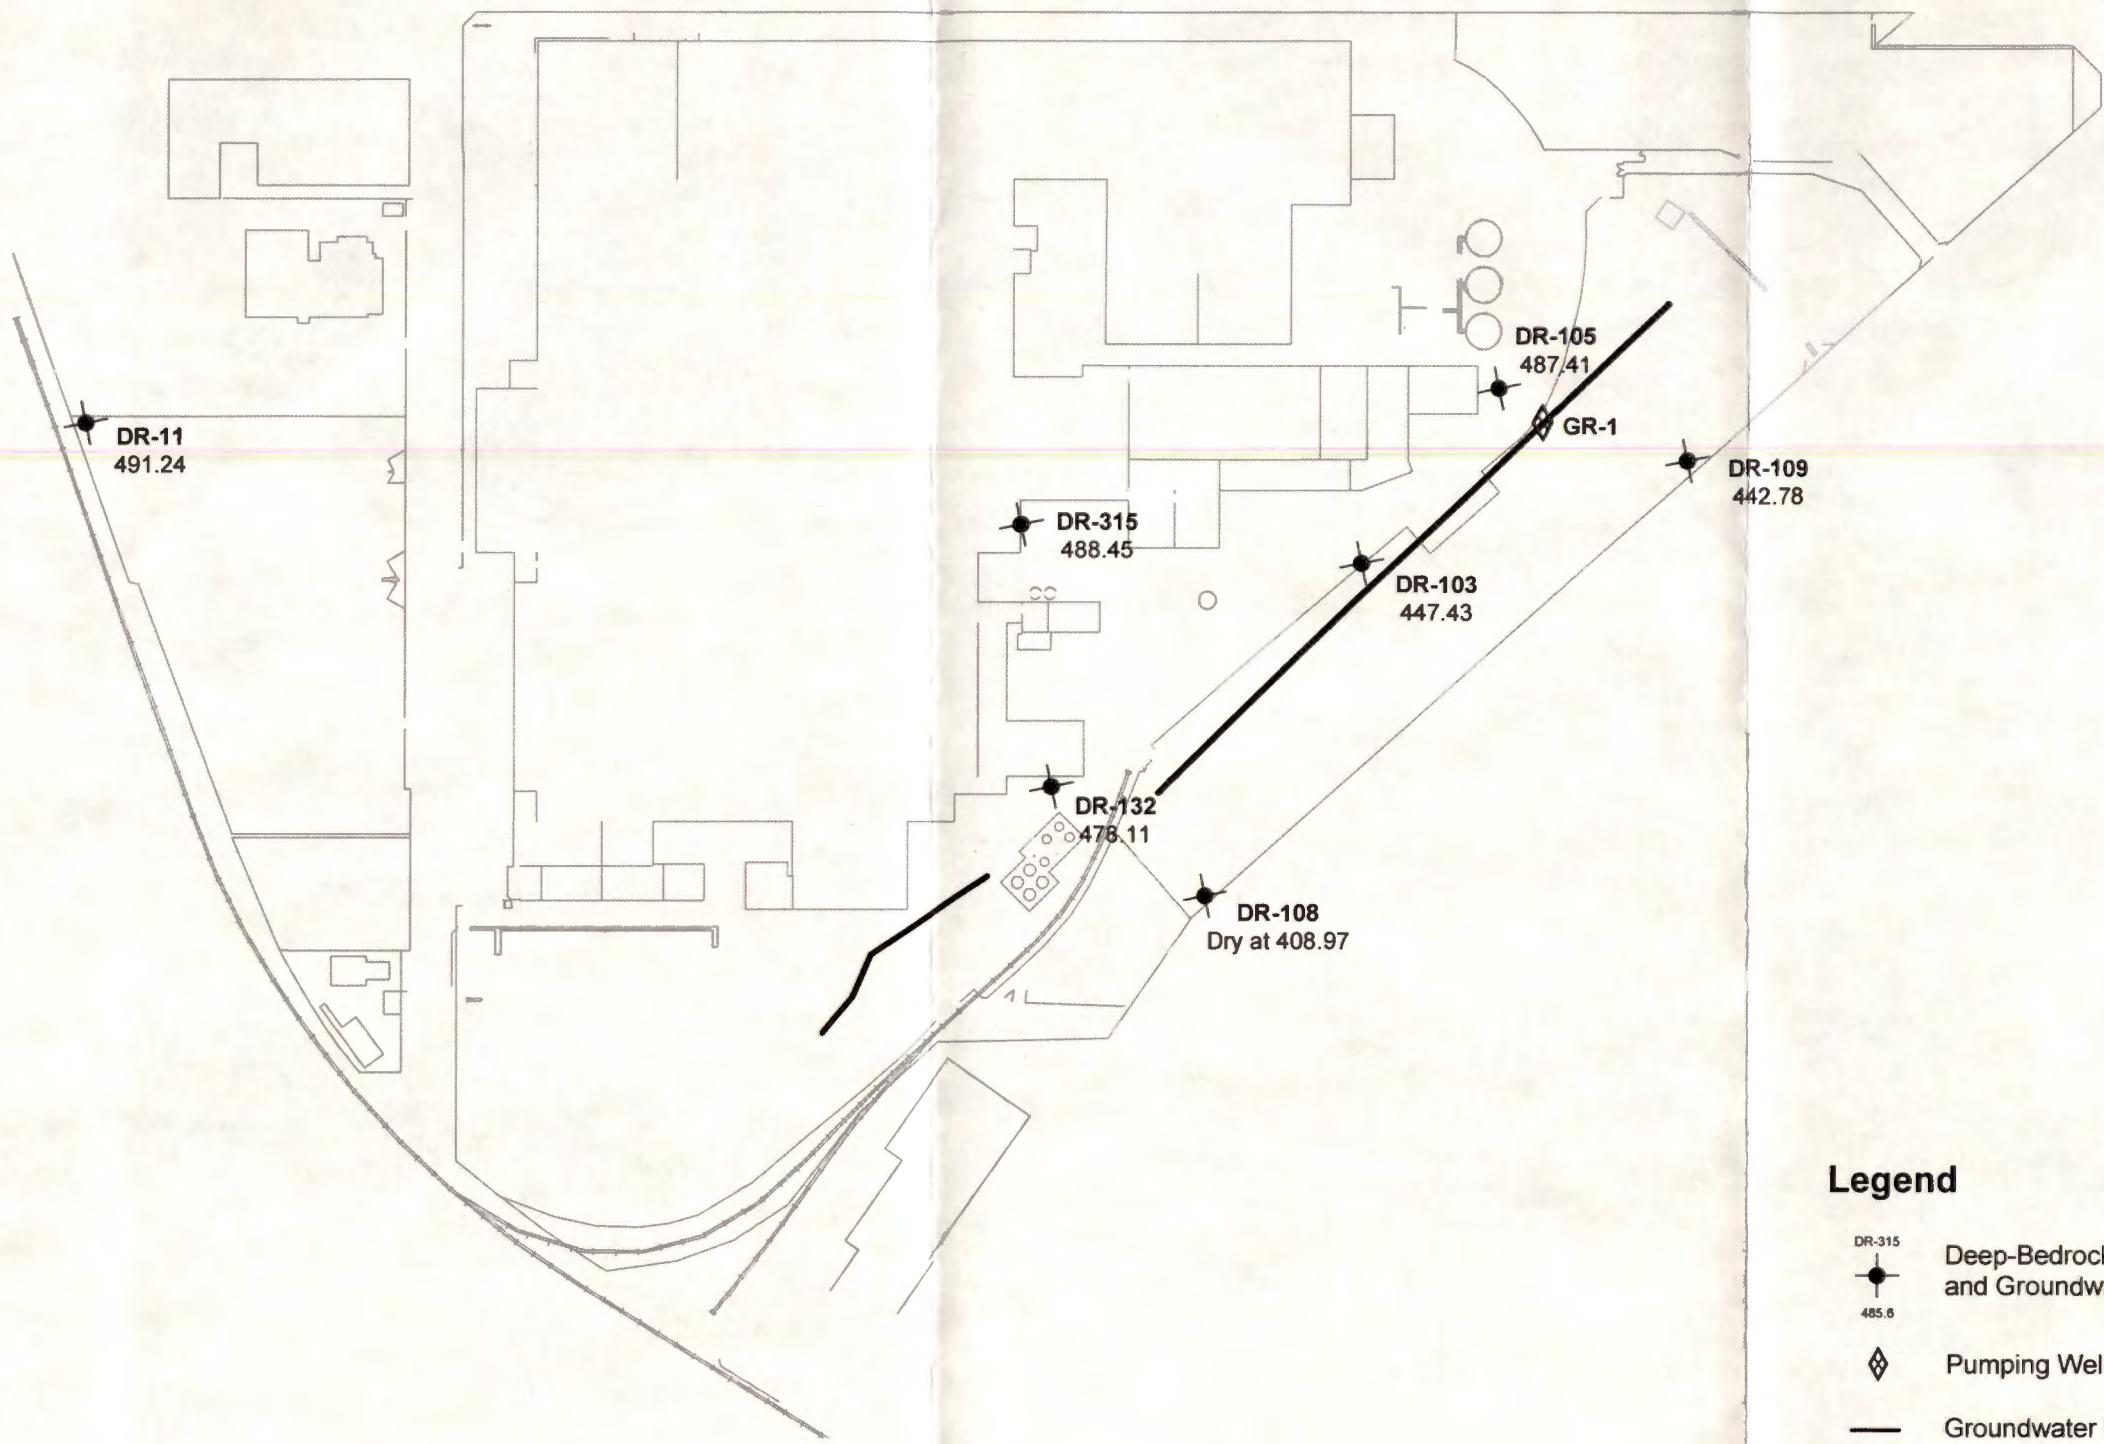 DR-105
487.41
GR-1
DR-11
491.24
DR-109
442.78
DR-315
488.45
DR-103
447.43
DR-132
478.11
DR-108
Dry at 408.97
Legend
DR-315
Deep-Bedrock
and Groundw
485.6
Pumping Wel
Groundwater